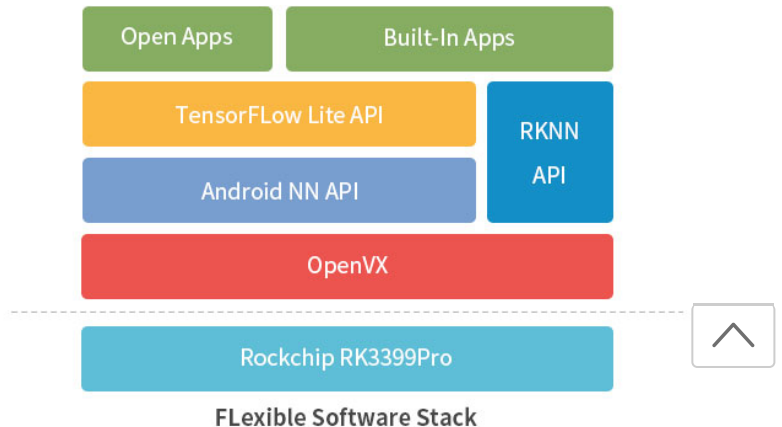 Open Apps
Built-In Apps
TensorFLow Lite API
RKNN
API
Android NN API
OpenVX
Rockchip RK3399Pro
FLexible Software Stack